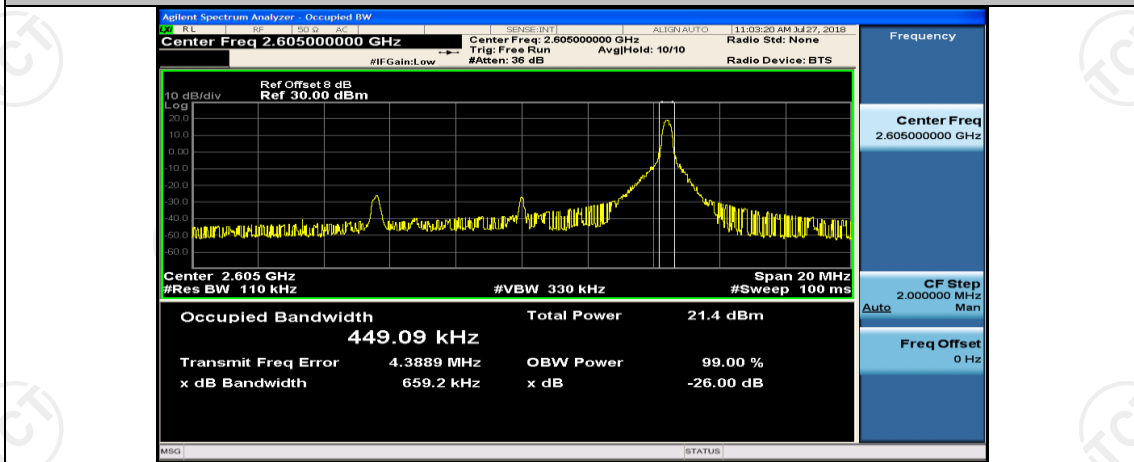 Agilent Spectrum Analyzer - Occupied BW
LXI RL RF 50 Ω AC SENSE:INT ALIGN AUTO 11:03:20 AM Jul 27, 2018
Center Freq 2.605000000 GHz
Center Freq: 2.605000000 GHz
Radio Std: None
Trig: Free Run Avg|Hold: 10/10
#IFGain:Low
#Atten: 36 dB
Radio Device: BTS
Ref Offset 8 dB
10 dB/div Ref 30.00 dBm
Log
20.0
10.0
0.00
-10.0
-20.0
-30.0
-40.0
-50.0
-60.0
Center 2.605 GHz
Span 20 MHz
#Res BW 110 kHz
#VBW 330 kHz
#Sweep 100 ms
Occupied Bandwidth
Total Power 21.4 dBm
449.09 kHz
Transmit Freq Error 4.3889 MHz
OBW Power 99.00 %
x dB Bandwidth 659.2 kHz
x dB -26.00 dB
MSG
STATUS
Frequency
Center Freq
2.605000000 GHz
CF Step
2.000000 MHz
Auto Man
Freq Offset
0 Hz
TCT
TCT
TCT
TCT